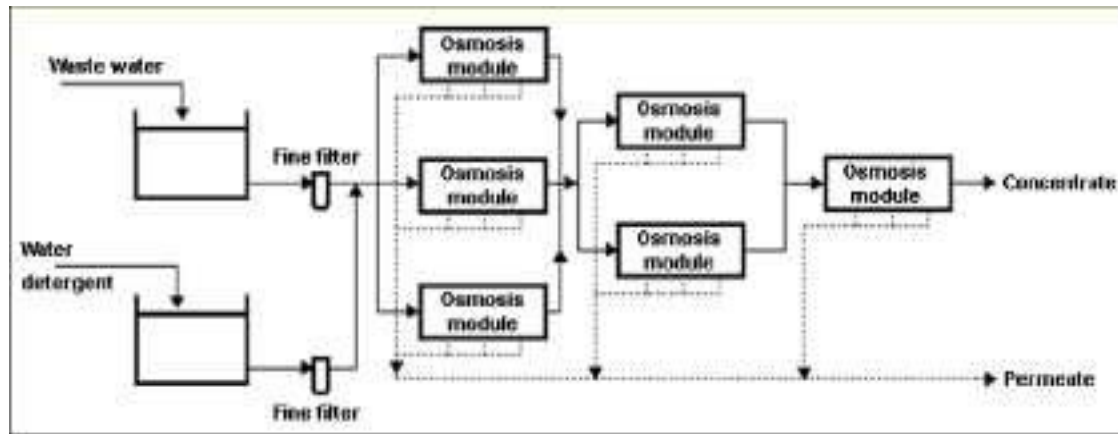 Waste water
Fine filter
Water
detergent
Fine filter
Osmosis
module
Osmosis
module
Osmosis
module
Osmosis
module
Osmosis
module
Osmosis
module
Concentrate
Permeate